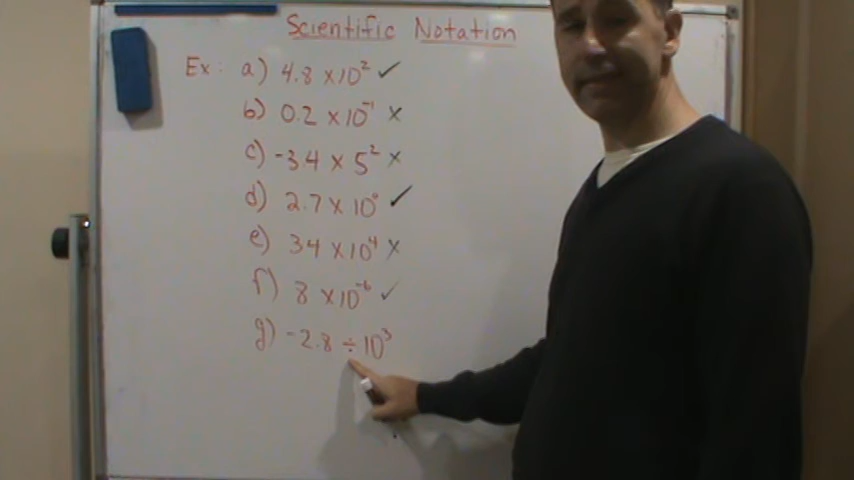 Scientific Notation
Ex: a) 4.8 × 10² ✓
b) 0.2 × 10⁻¹ ×
c) -3.4 × 5² ×
d) 2.7 × 10⁰ ✓
e) 34 × 10⁴ ×
f) 8 × 10⁻⁶ ✓
g) -2.8 ÷ 10³